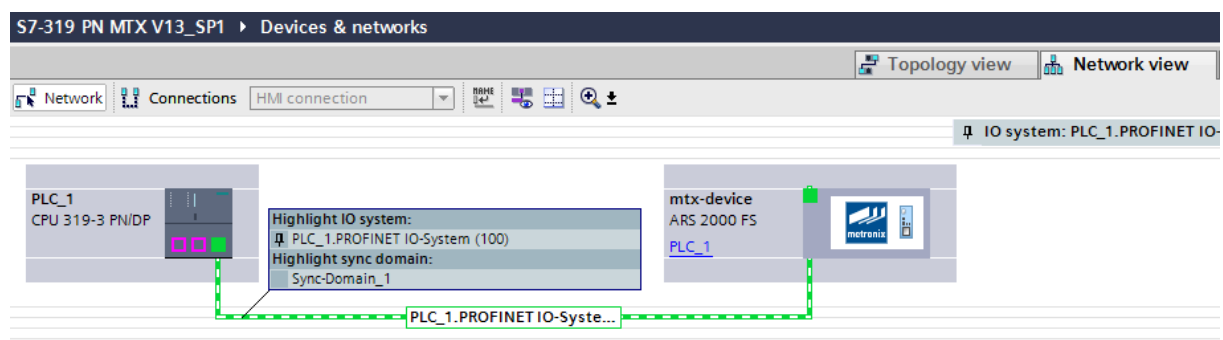 S7-319 PN MTX V13_SP1 ▸ Devices & networks
Topology view Network view
Network Connections HMI connection
IO system: PLC_1.PROFINET IO-
PLC_1
CPU 319-3 PN/DP
Highlight IO system:
PLC_1.PROFINET IO-System (100)
Highlight sync domain:
Sync-Domain_1
mtx-device
ARS 2000 FS
PLC_1
metronix
PLC_1.PROFINET IO-Syste...